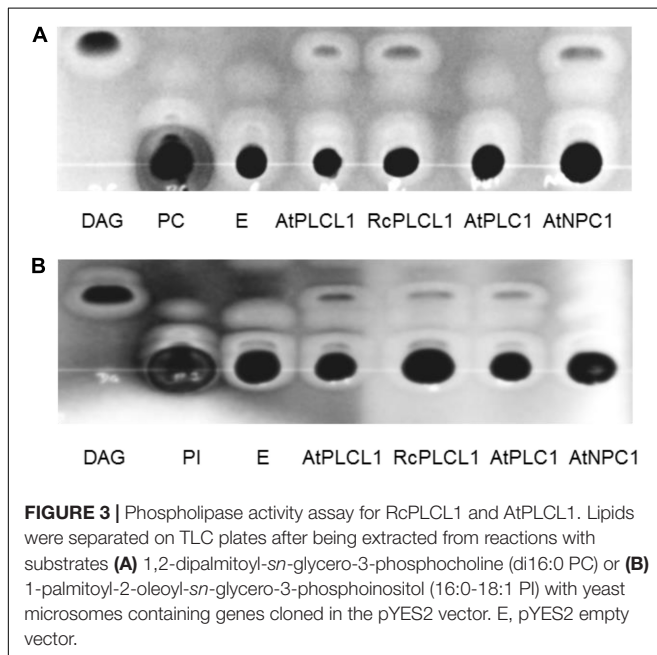 A
DAG PC E AtPLCL1 RcPLCL1 AtPLC1 AtNPC1
B
DAG PI E AtPLCL1 RcPLCL1 AtPLC1 AtNPC1
FIGURE 3 | Phospholipase activity assay for RcPLCL1 and AtPLCL1. Lipids
were separated on TLC plates after being extracted from reactions with
substrates (A) 1,2-dipalmitoyl-sn-glycero-3-phosphocholine (di16:0 PC) or (B)
1-palmitoyl-2-oleoyl-sn-glycero-3-phosphoinositol (16:0-18:1 PI) with yeast
microsomes containing genes cloned in the pYES2 vector. E, pYES2 empty
vector.